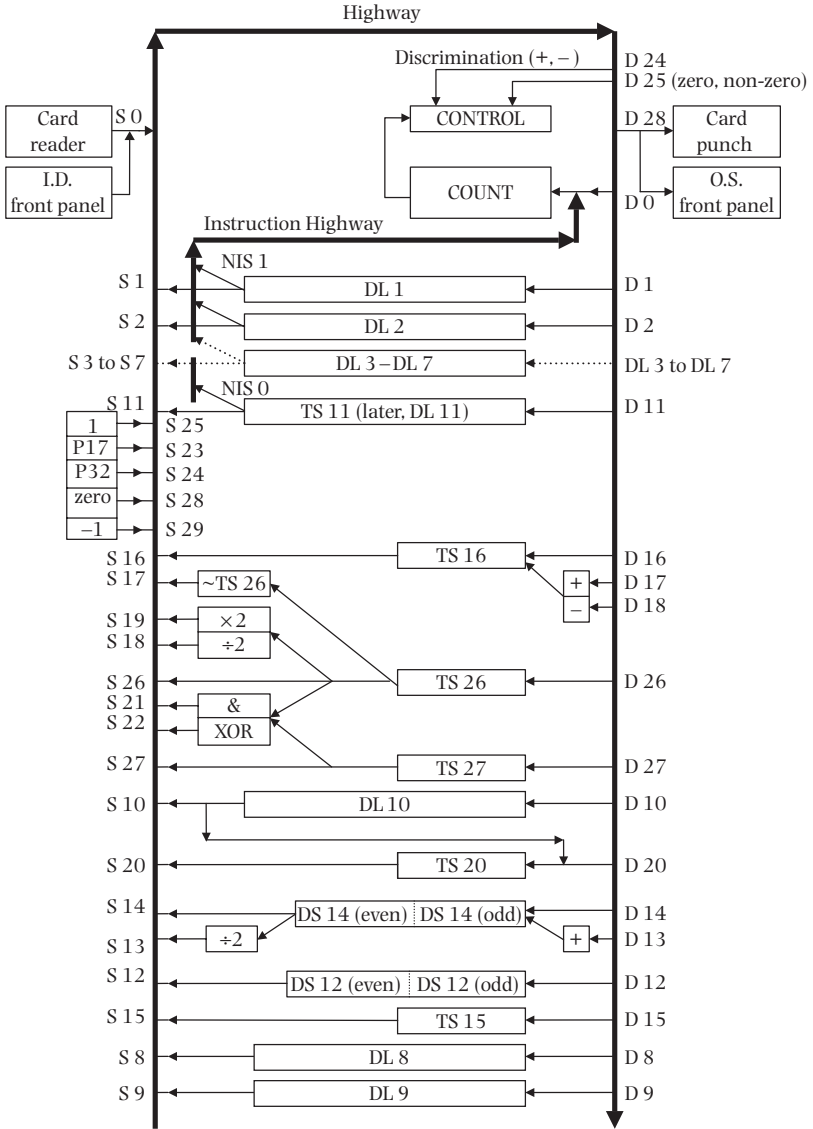 Highway
Discrimination (+, – )
D 24
D 25 (zero, non-zero)
S 0
D 28
Card
reader
CONTROL
Card
punch
I.D.
front panel
COUNT
O.S.
front panel
D 0
Instruction Highway
NIS 1
S 1
DL 1
D 1
S 2
DL 2
D 2
S 3 to S 7
DL 3 – DL 7
DL 3 to DL 7
NIS 0
S 11
TS 11 (later, DL 11)
D 11
1
S 25
P17
S 23
P32
S 24
zero
S 28
–1
S 29
S 16
TS 16
D 16
S 17
~TS 26
+
D 17
–
D 18
S 19
×2
S 18
÷2
S 26
TS 26
D 26
S 21
&
S 22
XOR
S 27
TS 27
D 27
S 10
DL 10
D 10
S 20
TS 20
D 20
S 14
DS 14 (even)
DS 14 (odd)
D 14
S 13
÷2
+
D 13
S 12
DS 12 (even)
DS 12 (odd)
D 12
S 15
TS 15
D 15
S 8
DL 8
D 8
S 9
DL 9
D 9